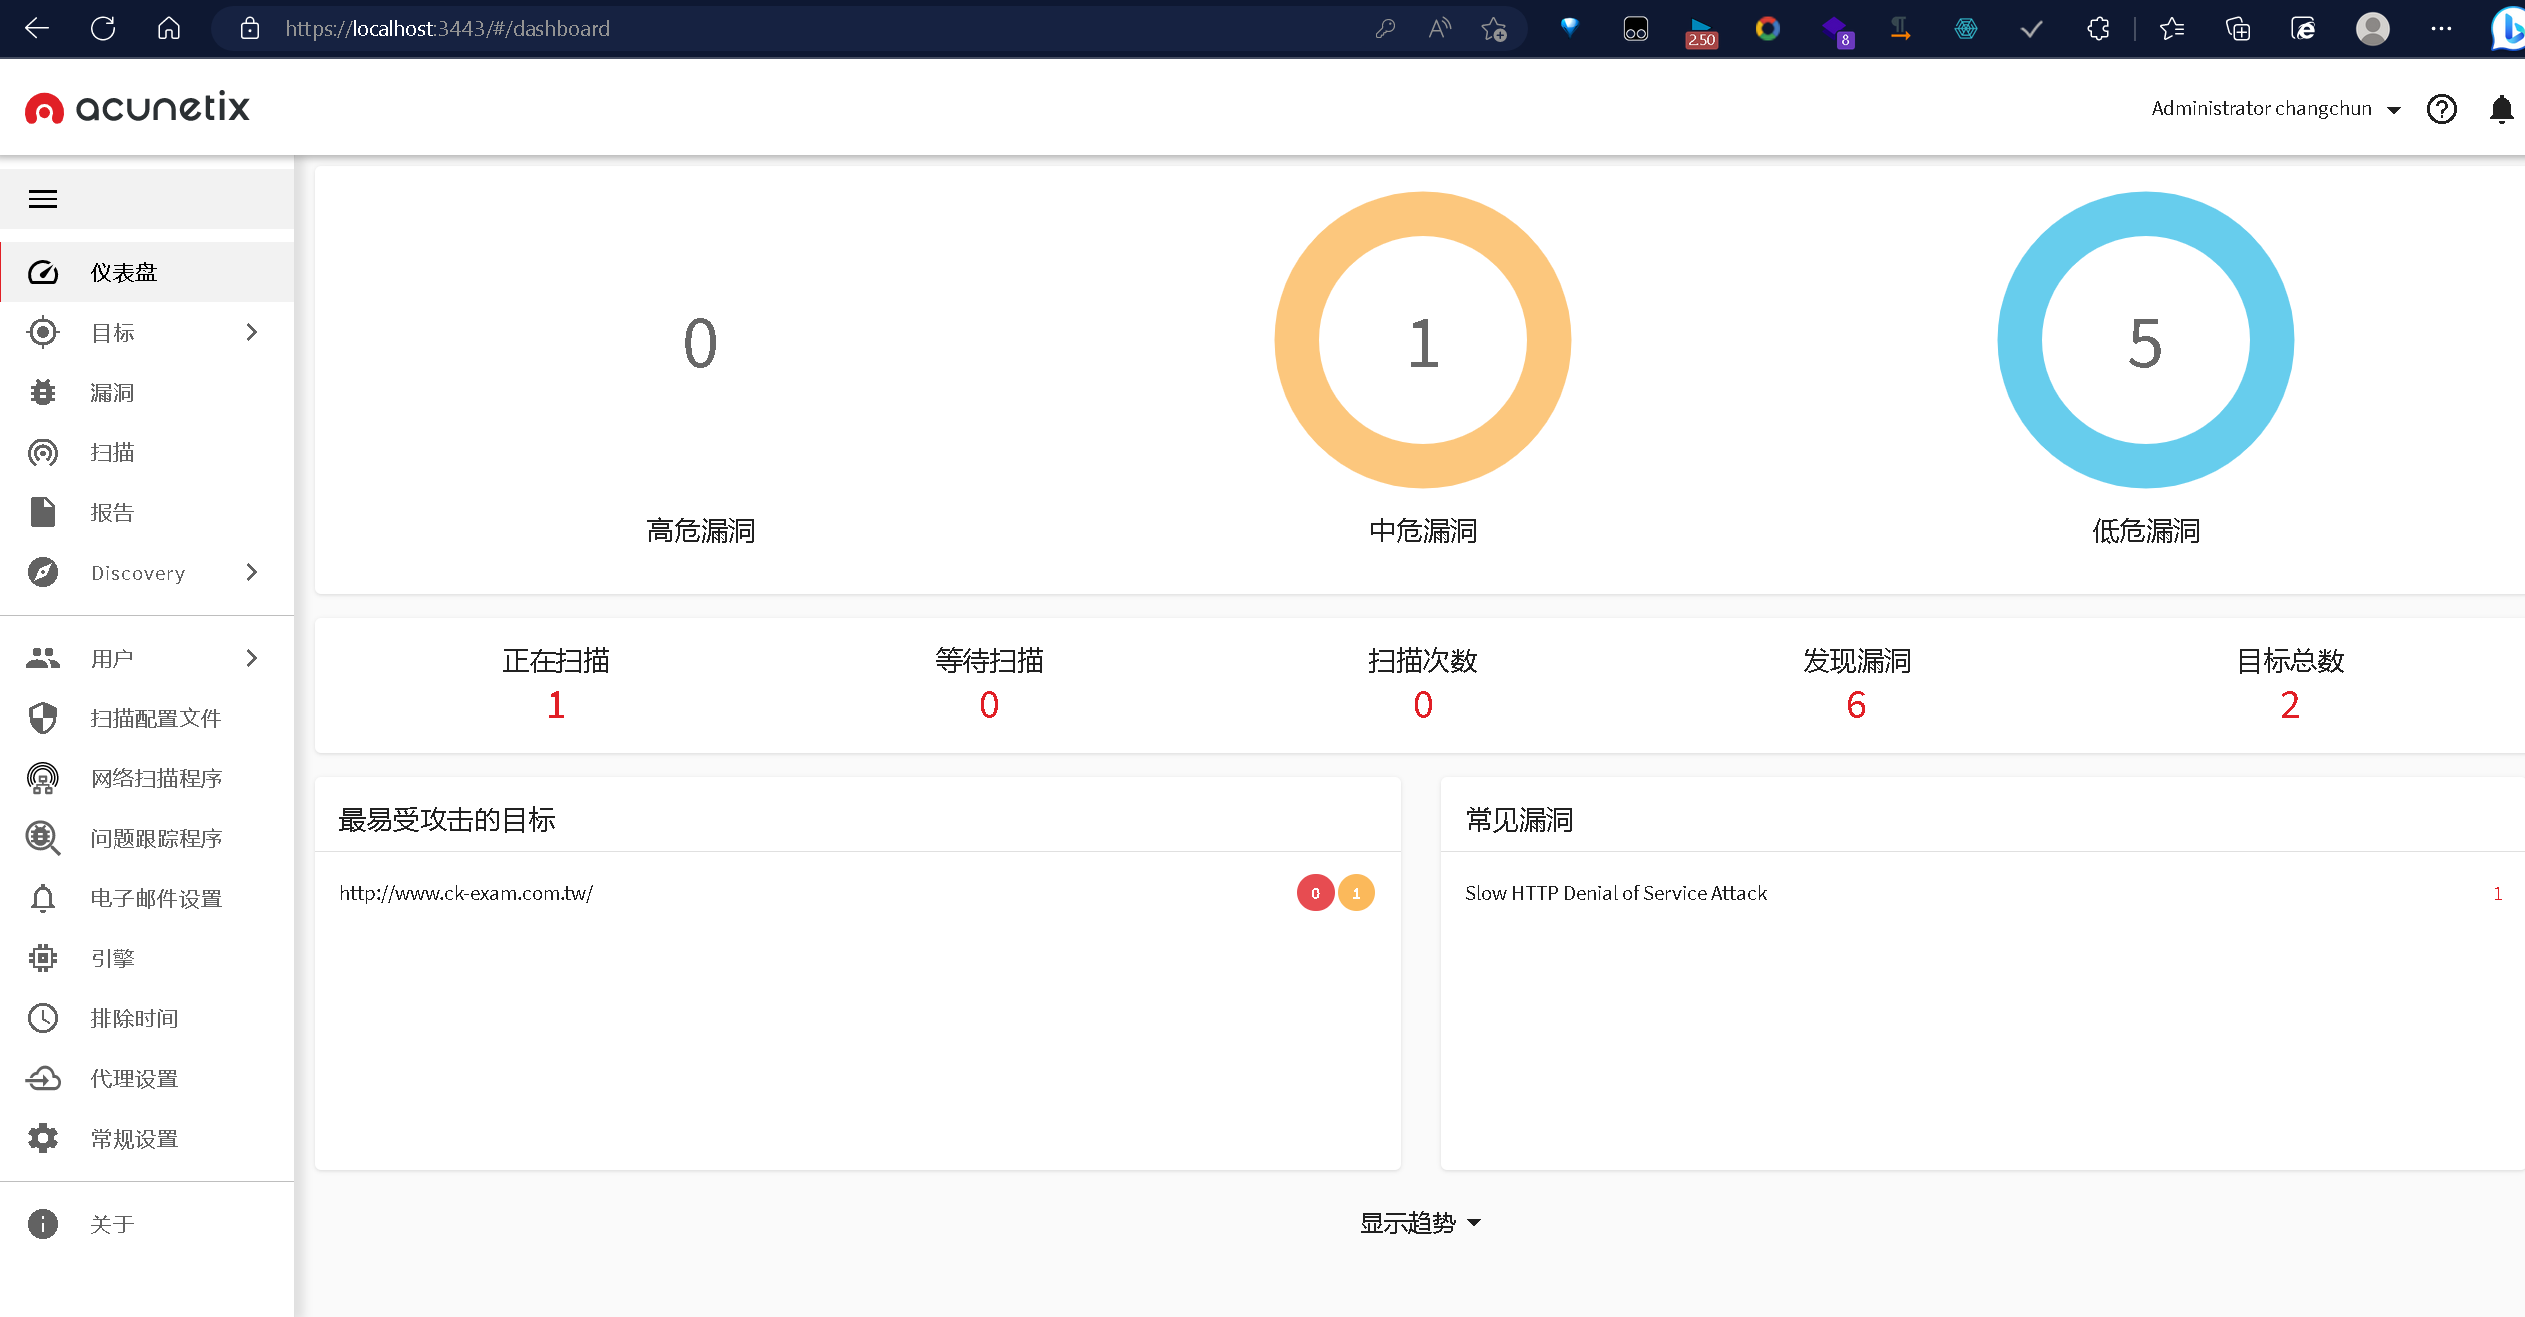 https://localhost:3443/#/dashboard
2.50
8
acunetix
Administrator changchun
仪表盘
目标
漏洞
扫描
报告
Discovery
用户
扫描配置文件
网络扫描程序
问题跟踪程序
电子邮件设置
引擎
排除时间
代理设置
常规设置
关于
0
1
5
高危漏洞
中危漏洞
低危漏洞
正在扫描
1
等待扫描
0
扫描次数
0
发现漏洞
6
目标总数
2
最易受攻击的目标
http://www.ck-exam.com.tw/
0
1
常见漏洞
Slow HTTP Denial of Service Attack
1
显示趋势